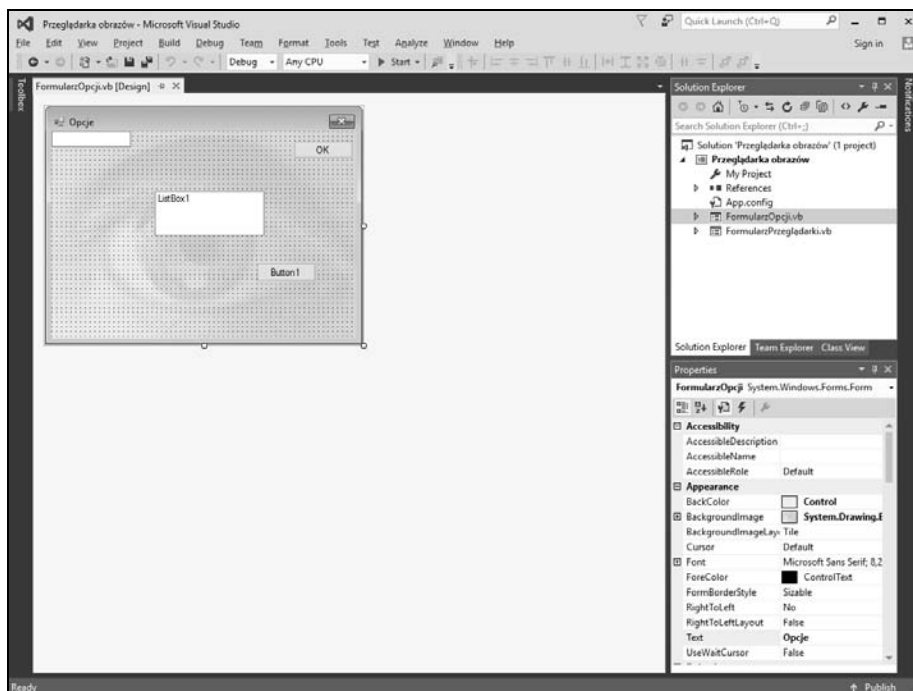 Przeglądarka obrazów - Microsoft Visual Studio
Quick Launch (Ctrl+Q)
File Edit View Project Build Debug Team Format Tools Test Analyze Window Help
Sign in
Debug Any CPU Start
Toolbox
FormularzOpcji.vb [Design]
Opcje
OK
ListBox1
Button1
Solution Explorer
Search Solution Explorer (Ctrl+;)
Solution 'Przeglądarka obrazów' (1 project)
Przeglądarka obrazów
My Project
References
App.config
FormularzOpcji.vb
FormularzPrzeglądarki.vb
Solution Explorer Team Explorer Class View
Notifications
Properties
FormularzOpcji System.Windows.Forms.Form
Accessibility
AccessibleDescription
AccessibleName
AccessibleRole Default
Appearance
BackColor Control
BackgroundImage System.Drawing.B
BackgroundImageLay Tile
Cursor Default
Font Microsoft Sans Serif; 8,2
ForeColor ControlText
FormBorderStyle Sizable
RightToLeft No
RightToLeftLayout False
Text Opcje
UseWaitCursor False
Ready
Publish